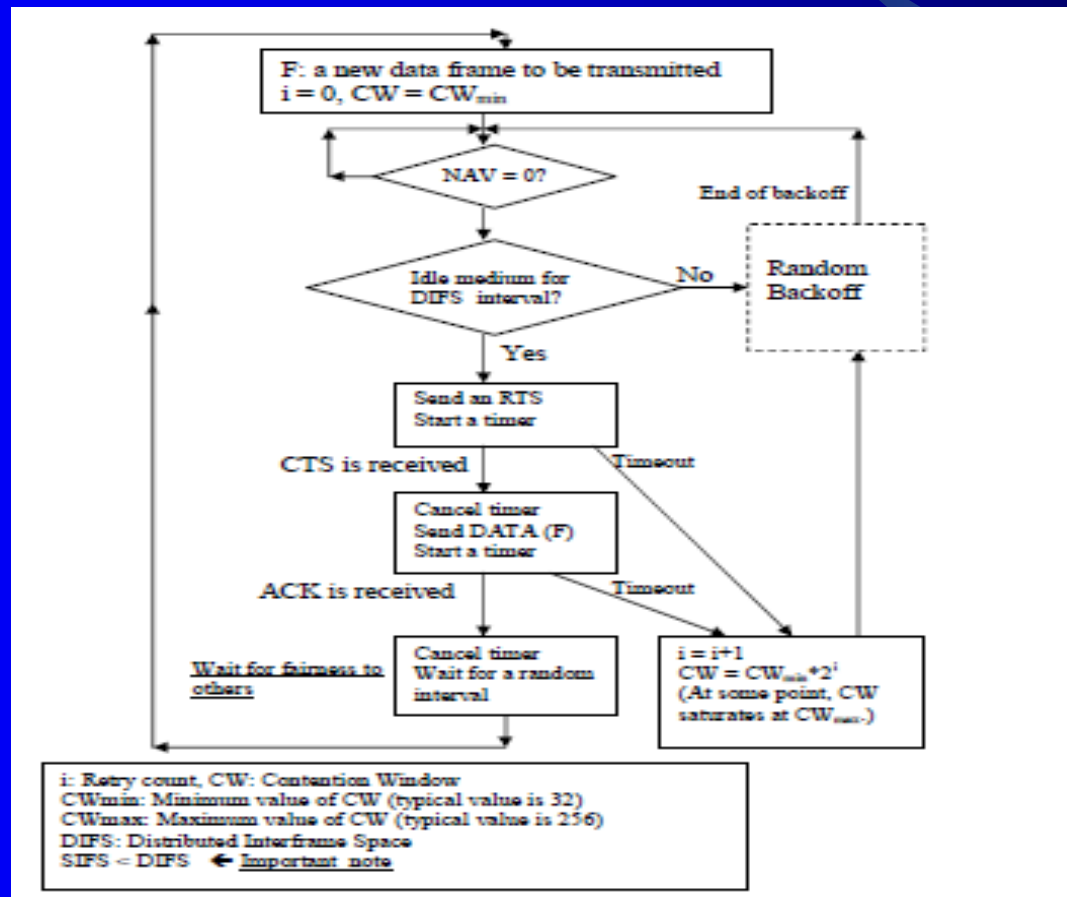 F: a new data frame to be transmitted
i = 0, CW = CWmin
NAV = 0?
End of backoff
Idle medium for
DIFS interval?
No
Random
Backoff
Yes
Send an RTS
Start a timer
CTS is received
Timeout
Cancel timer
Send DATA (F)
Start a timer
ACK is received
Timeout
Wait for fairness to
others
Cancel timer
Wait for a random
interval
i = i+1
CW = CWmin*2^i
(At some point, CW
saturates at CWmax.)
i: Retry count, CW: Contention Window
CWmin: Minimum value of CW (typical value is 32)
CWmax: Maximum value of CW (typical value is 256)
DIFS: Distributed Interframe Space
SIFS < DIFS ← Important note